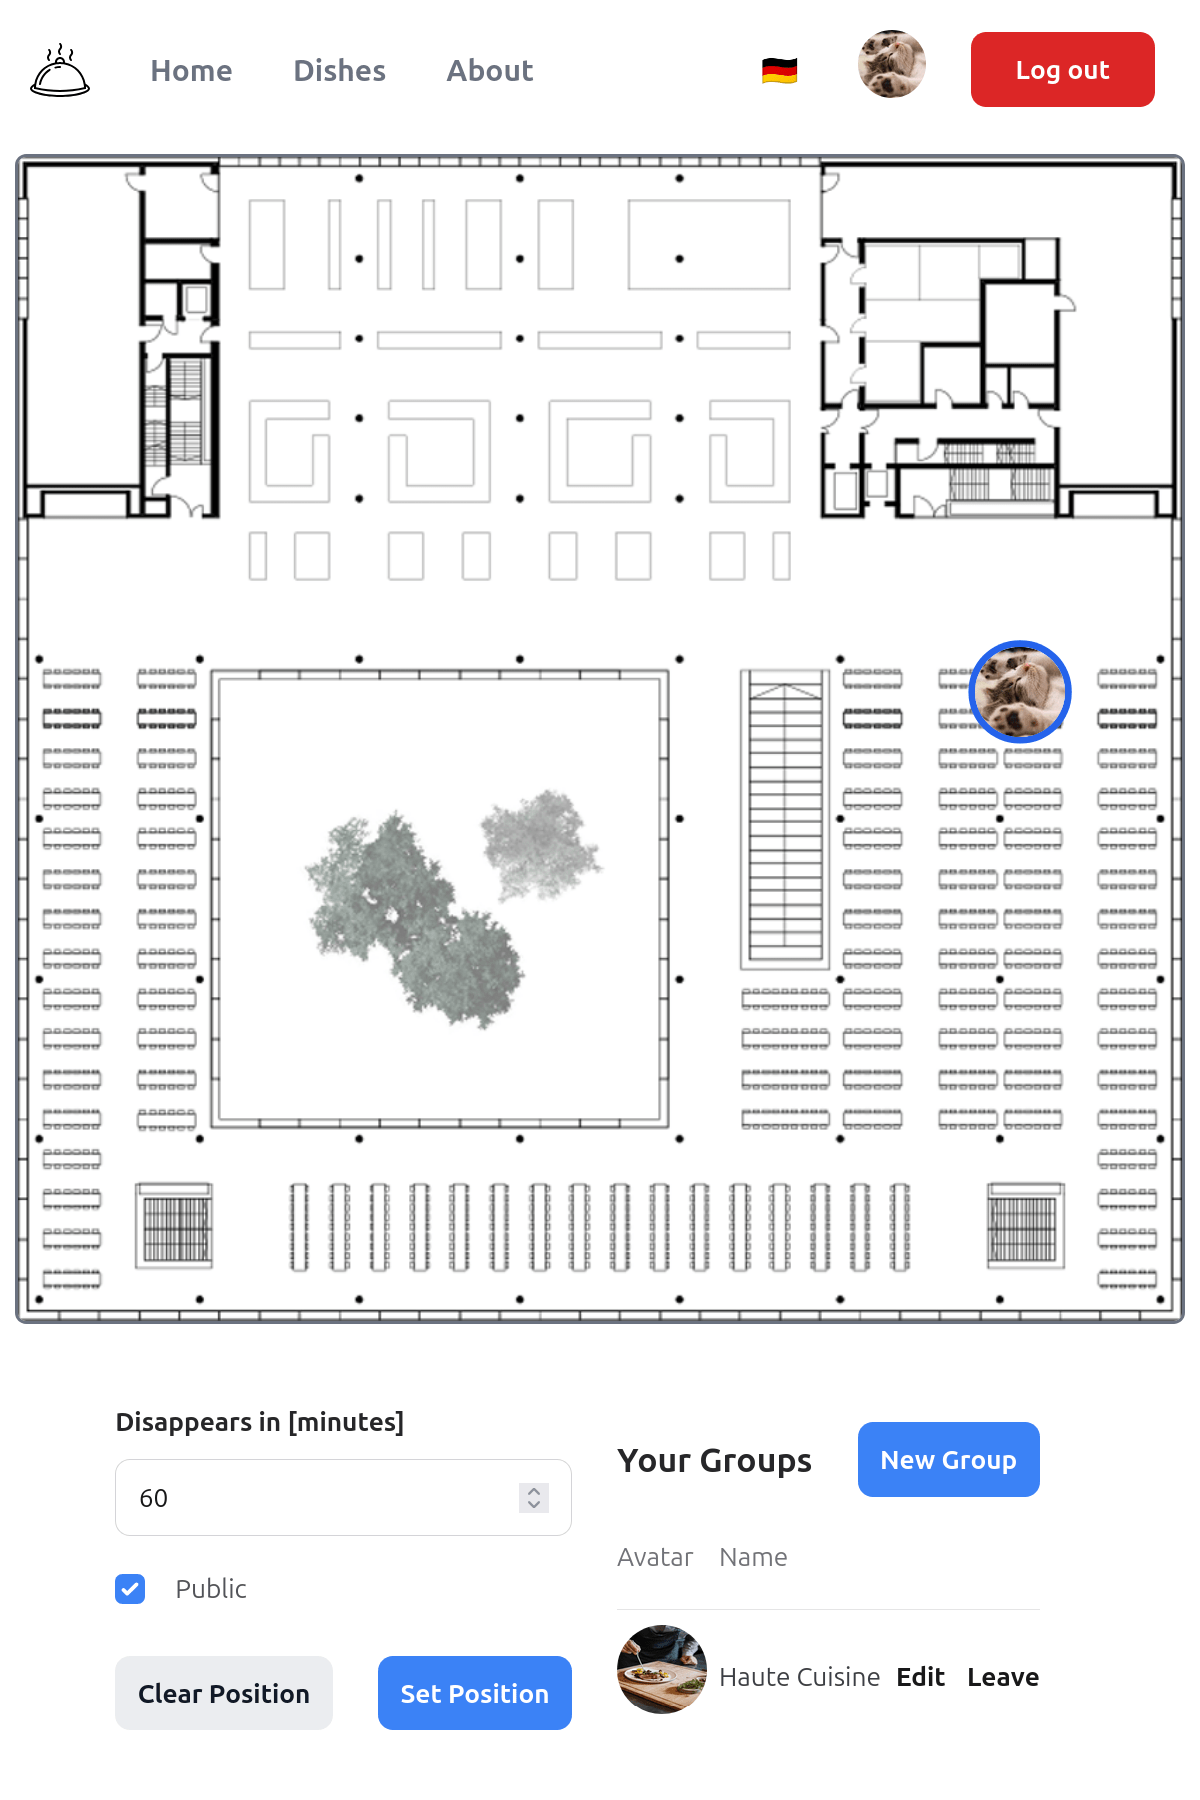 Home Dishes About Log out
Disappears in [minutes]
60
Public
Clear Position Set Position
Your Groups New Group
Avatar Name
Haute Cuisine Edit Leave